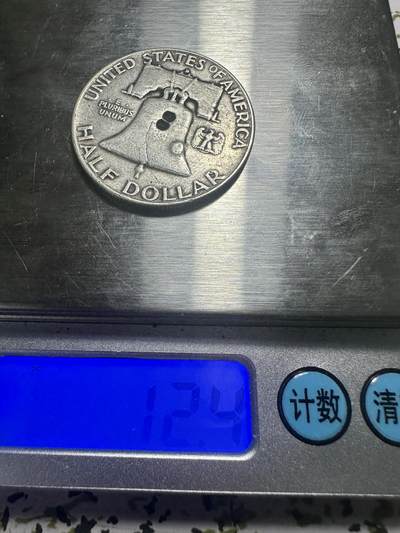 UNITED STATES OF AMERICA
E
PLURIBUS
UNUM
HALF DOLLAR
12.4
计数
清